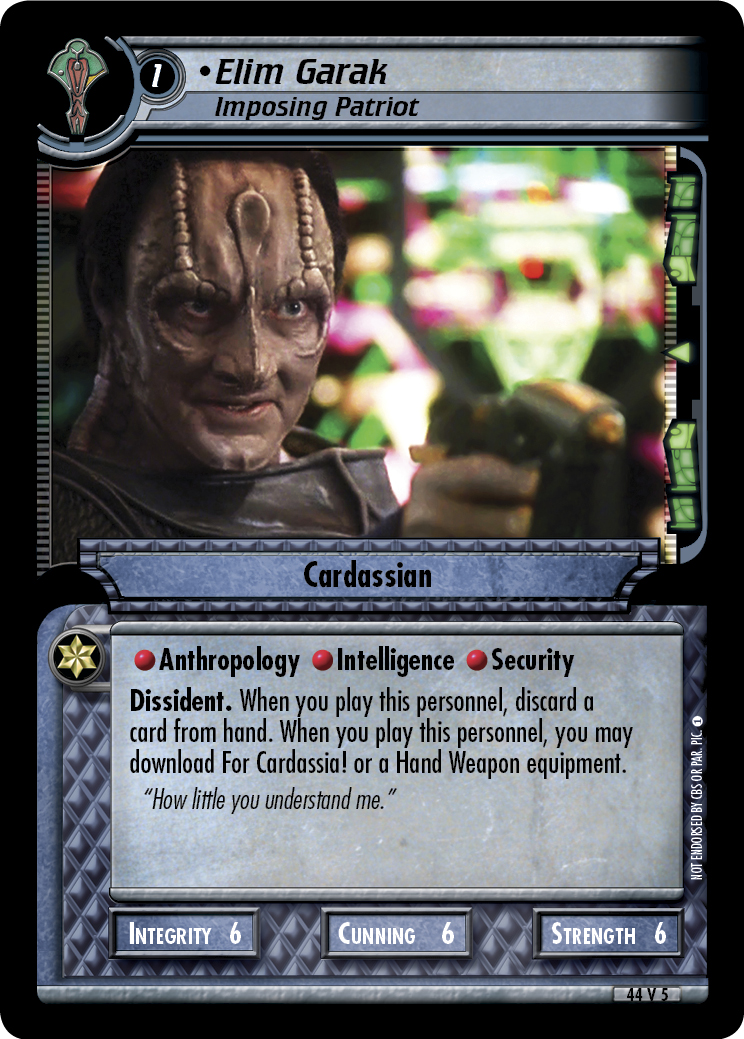 1
•Elim Garak
Imposing Patriot
Cardassian
Anthropology Intelligence Security
Dissident. When you play this personnel, discard a
card from hand. When you play this personnel, you may
download For Cardassia! or a Hand Weapon equipment.
“How little you understand me.”
NOT ENDORSED BY CBS OR PAR. PIC. 1
INTEGRITY 6
CUNNING 6
STRENGTH 6
44 V 5